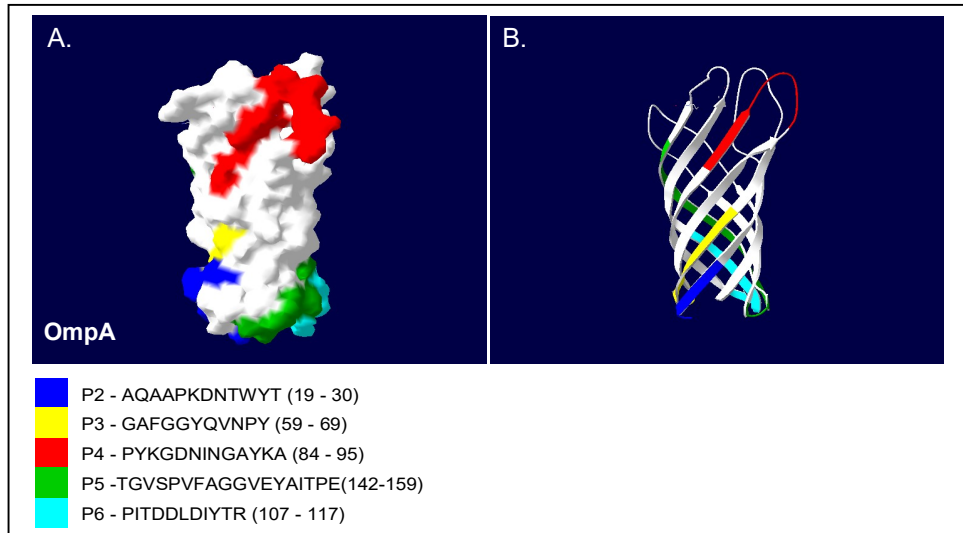 A.
B.
OmpA
P2 - AQAAPKDNTWYT (19 - 30)
P3 - GAFGGYQVNPY (59 - 69)
P4 - PYKGDNINGAYKA (84 - 95)
P5 -TGVSPVFAGGVEYAITPE(142-159)
P6 - PITDDLDIYTR (107 - 117)